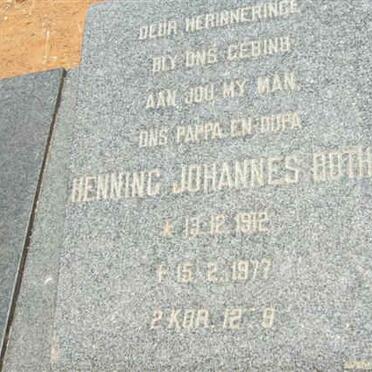 DEUR HERINNERINGE
BLY ONS GEBIND
AAN JOU MY MAN,
ONS PAPPA EN OUPA
HENNING JOHANNES BOTH
* 13.12.1912
† 15.2.1977
2 KOR. 12:9